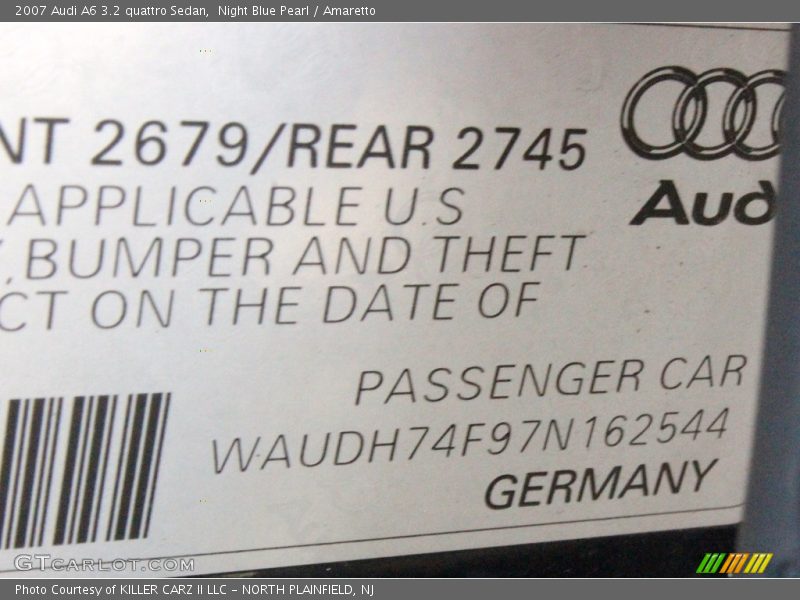 2007 Audi A6 3.2 quattro Sedan, Night Blue Pearl / Amaretto
NT 2679/REAR 2745
Audi
APPLICABLE U.S
,BUMPER AND THEFT
CT ON THE DATE OF
PASSENGER CAR
WAUDH74F97N162544
GERMANY
GTcarlot.com
Photo Courtesy of KILLER CARZ II LLC - NORTH PLAINFIELD, NJ